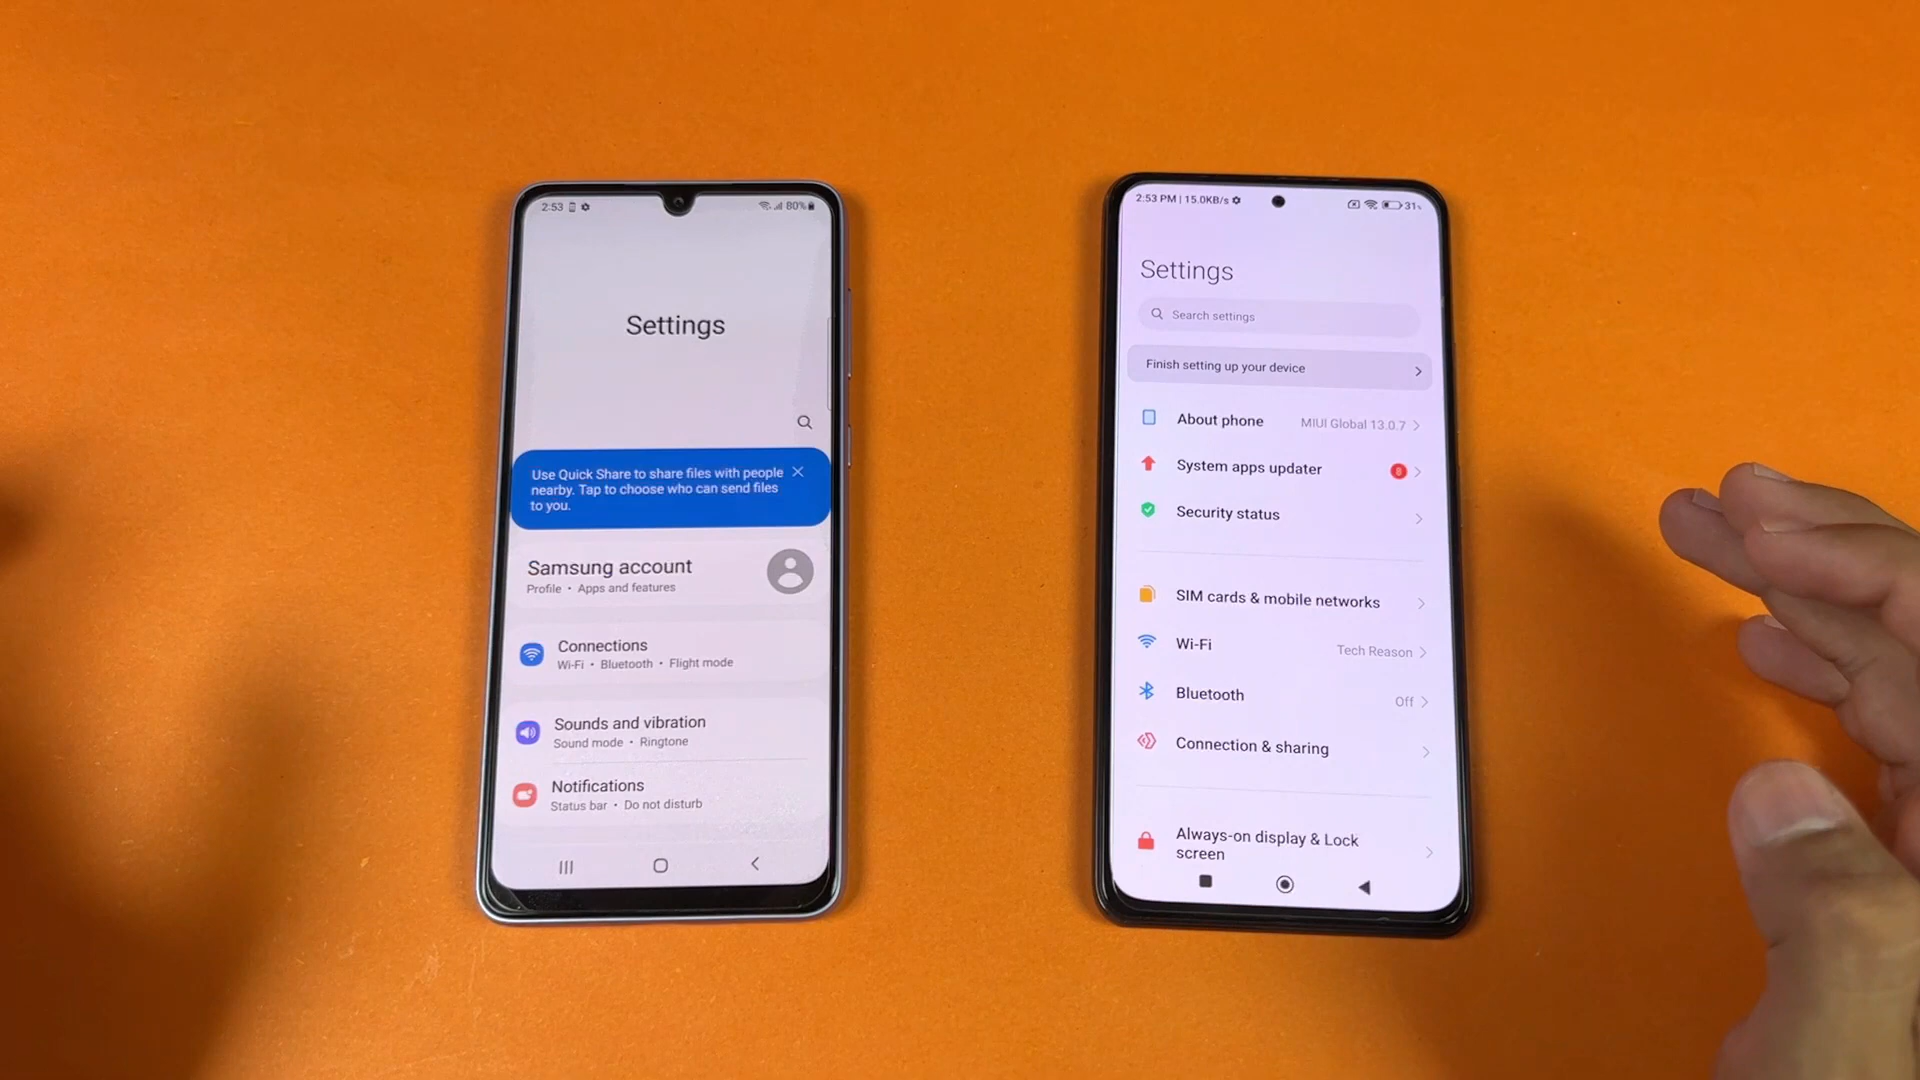 2:53
80%
Settings
Use Quick Share to share files with people
nearby. Tap to choose who can send files
to you.
Samsung account
Profile • Apps and features
Connections
Wi-Fi • Bluetooth • Flight mode
Sounds and vibration
Sound mode • Ringtone
Notifications
Status bar • Do not disturb
2:53 PM | 15.0KB/s
31%
Settings
Search settings
Finish setting up your device
About phone MIUI Global 13.0.7
System apps updater 8
Security status
SIM cards & mobile networks
Wi-Fi Tech Reason
Bluetooth Off
Connection & sharing
Always-on display & Lock
screen